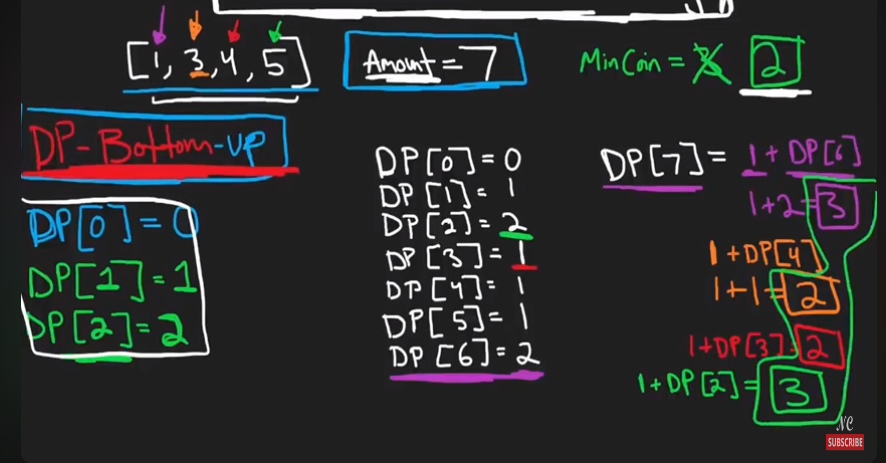 [1, 3, 4, 5]
Amount = 7
MinCoin = 3 2
DP-Bottom-UP
DP[0] = 0
DP[1] = 1
DP[2] = 2
DP[0] = 0
DP[1] = 1
DP[2] = 2
DP[3] = 1
DP[4] = 1
DP[5] = 1
DP[6] = 2
DP[7] = 1 + DP[6]
1 + 2 = 3
1 + DP[4]
1 + 1 = 2
1 + DP[3] = 2
1 + DP[2] = 3
NC
SUBSCRIBE